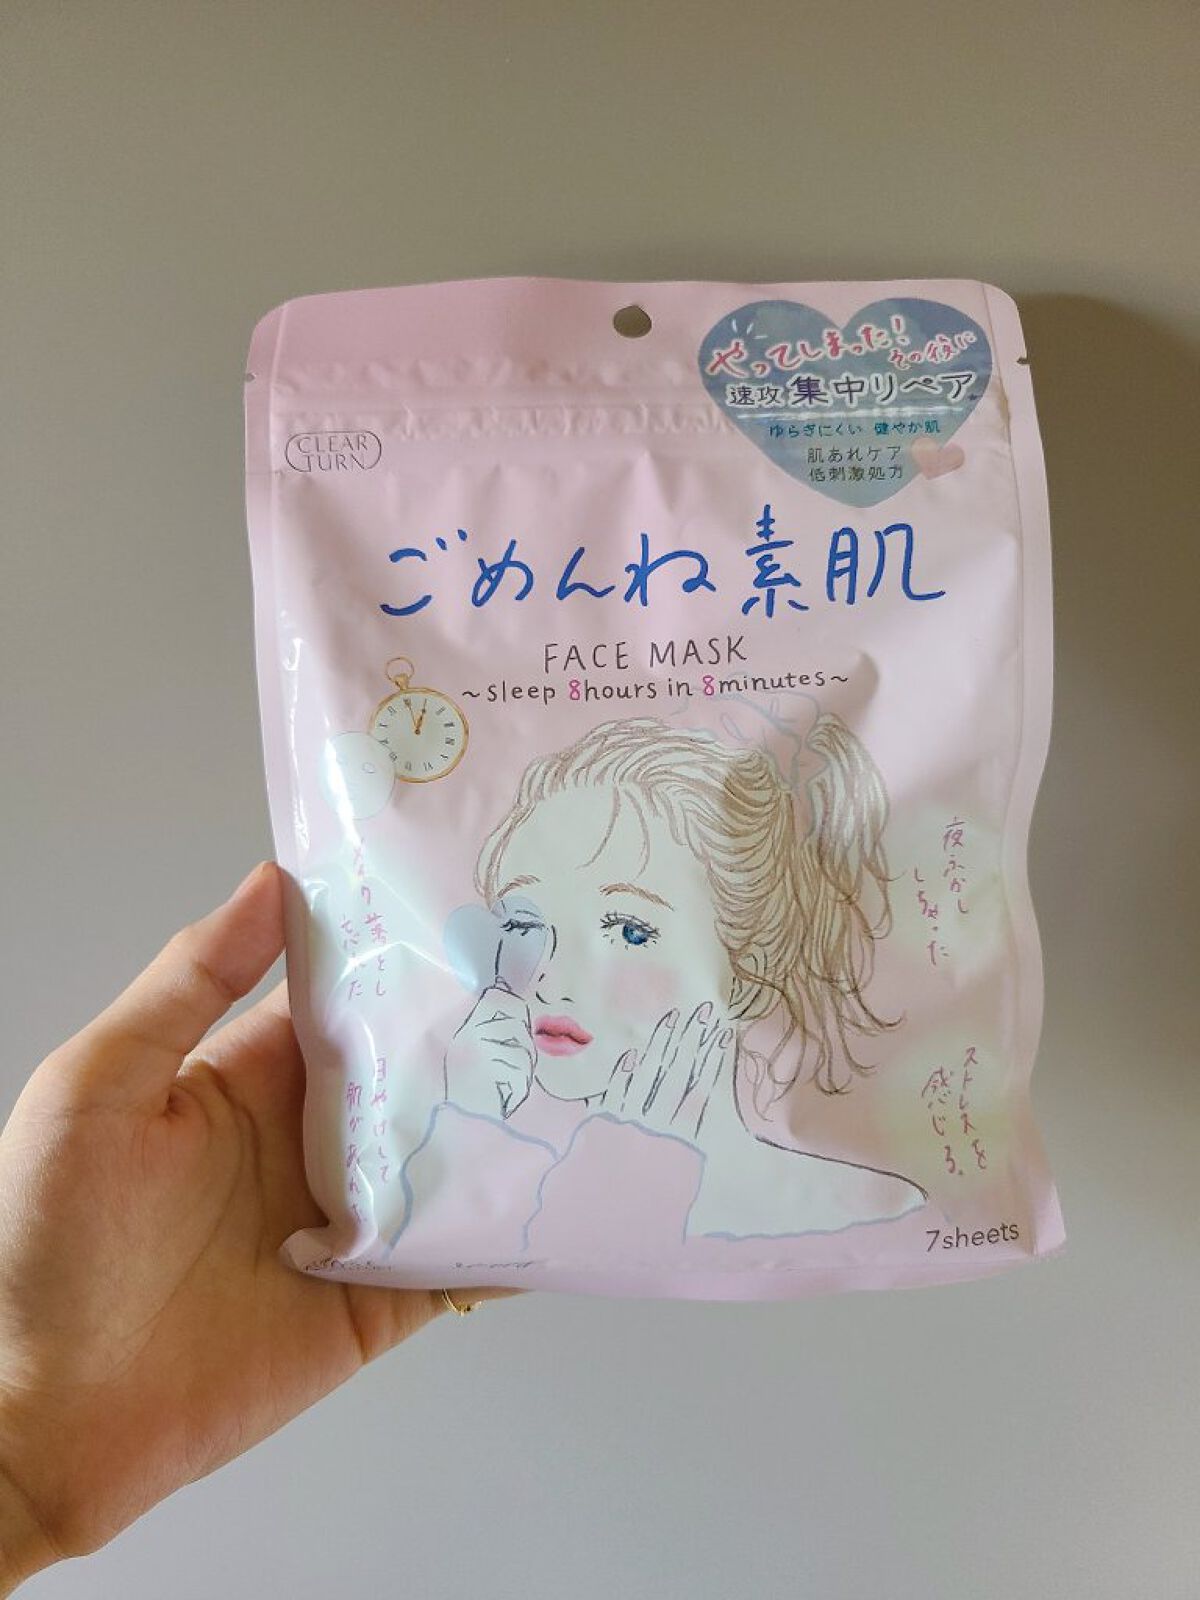 やってしまった!その夜に
速攻 集中リペア
ゆらぎにくい 健やか肌
肌あれケア
低刺激処方
CLEAR
TURN
ごめんね素肌
FACE MASK
~sleep 8hours in 8minutes~
夜ふかし
しちゃった
落とし
忘れた
ストレスを
感じる。
日やけして
肌があれた
7sheets